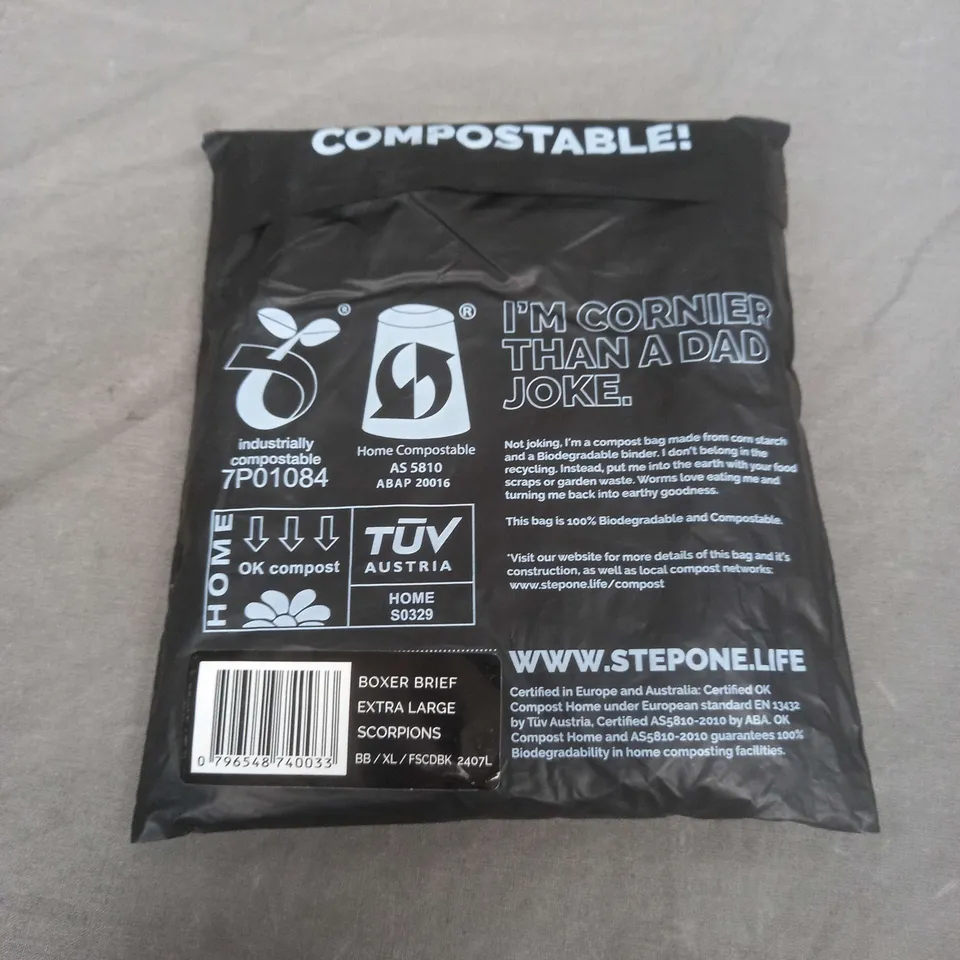 COMPOSTABLE!
®
industrially
compostable
7P01084
®
Home Compostable
AS 5810
ABAP 20016
I'M CORNIER
THAN A DAD
JOKE.
Not joking, I'm a compost bag made from corn starch
and a Biodegradable binder. I don't belong in the
recycling. Instead, put me into the earth with your food
scraps or garden waste. Worms love eating me and
turning me back into earthy goodness.
This bag is 100% Biodegradable and Compostable.
*Visit our website for more details of this bag and it's
construction, as well as local compost networks:
www.stepone.life/compost
HOME
OK compost
TÜV
AUSTRIA
HOME
S0329
WWW.STEPONE.LIFE
Certified in Europe and Australia: Certified OK
Compost Home under European standard EN 13432
by Tüv Austria, Certified AS5810-2010 by ABA. OK
Compost Home and AS5810-2010 guarantees 100%
Biodegradability in home composting facilities.
BOXER BRIEF
EXTRA LARGE
SCORPIONS
BB / XL / FSCDBK 2407L
0 796548 740033